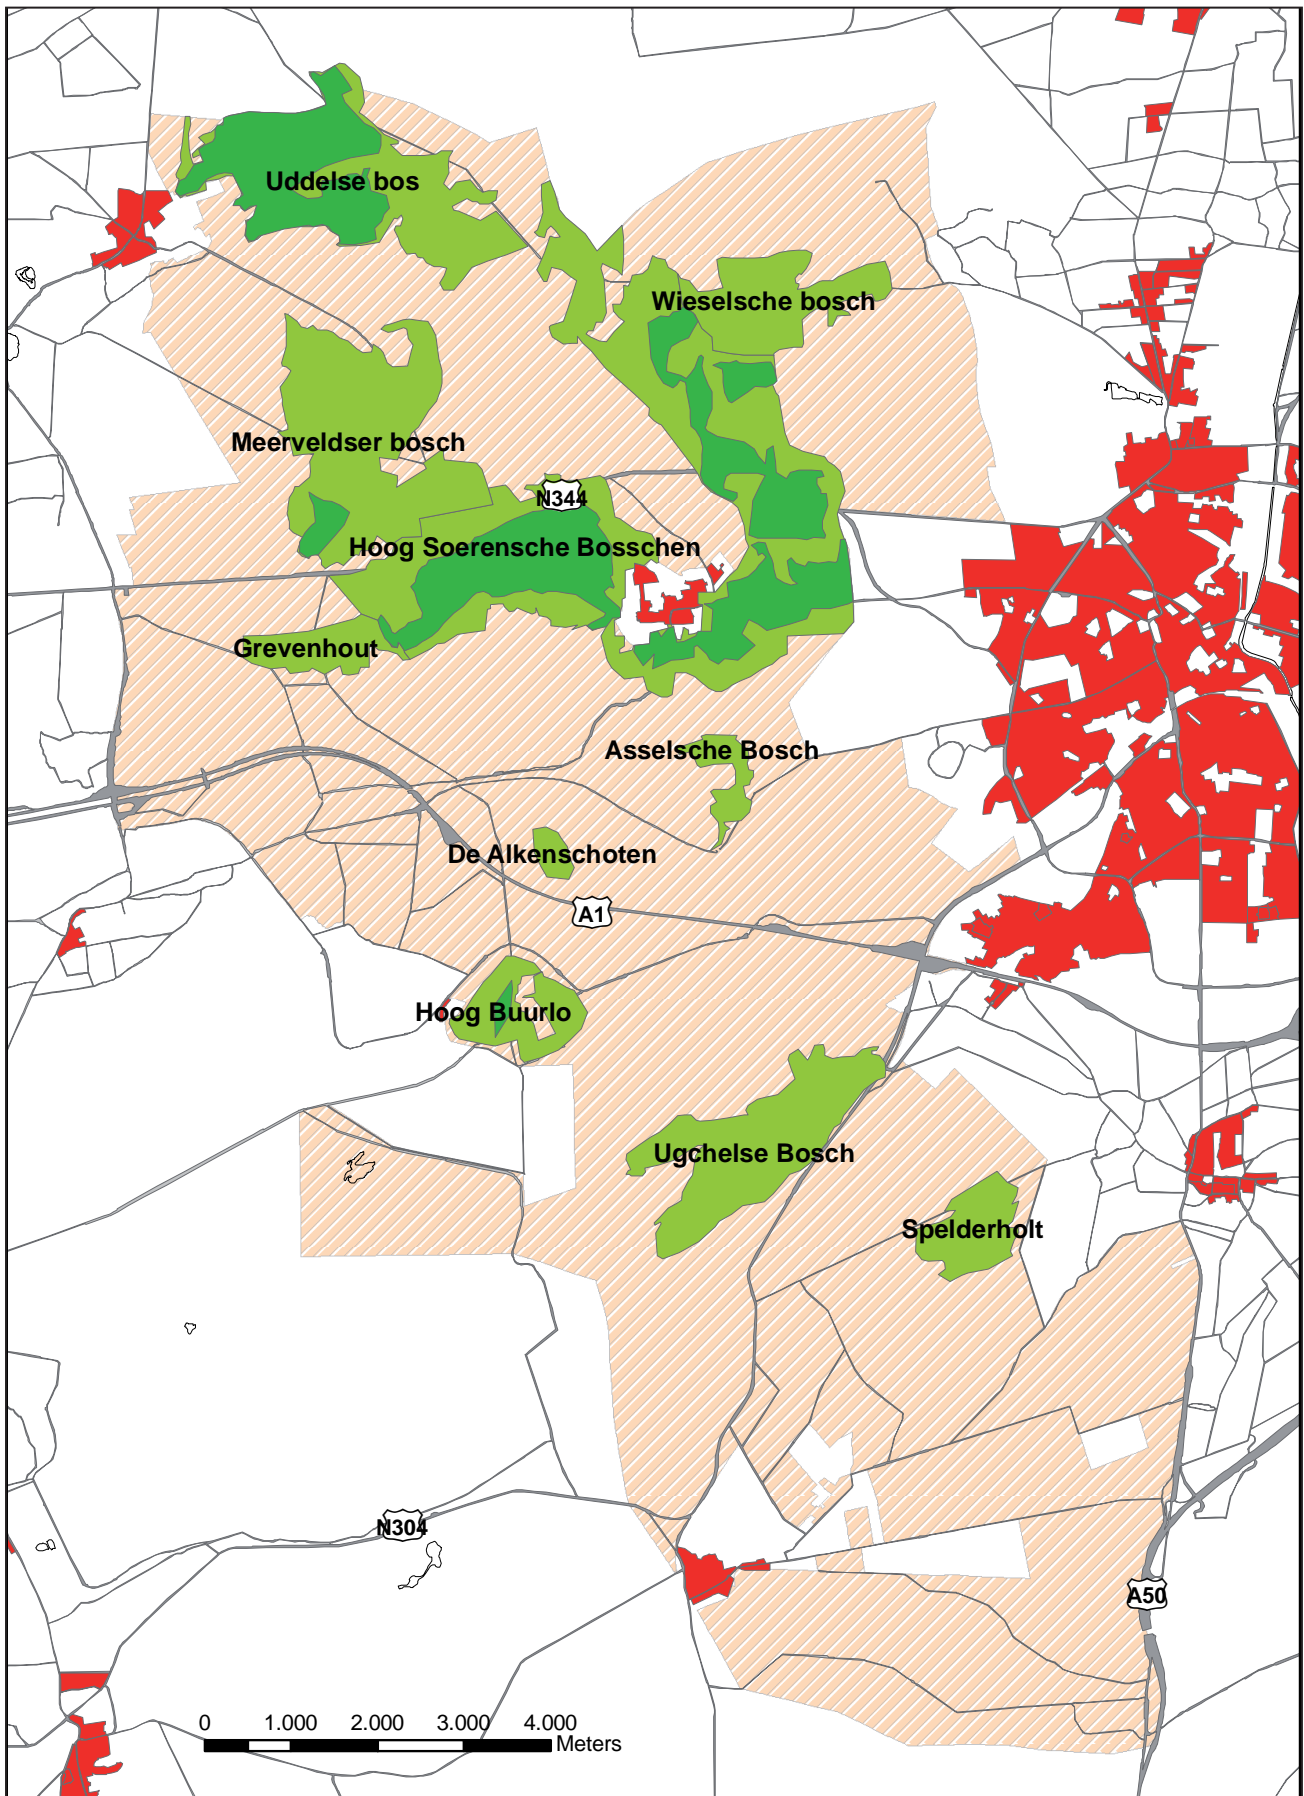 Uddelse bos
Wieselsche bosch
Meerveldser bosch
N344
Hoog Soerensche Bosschen
Grevenhout
Asselsche Bosch
De Alkenschoten
A1
Hoog Buurlo
Ugchelse Bosch
Spelderholt
N304
A50
0 1.000 2.000 3.000 4.000
Meters